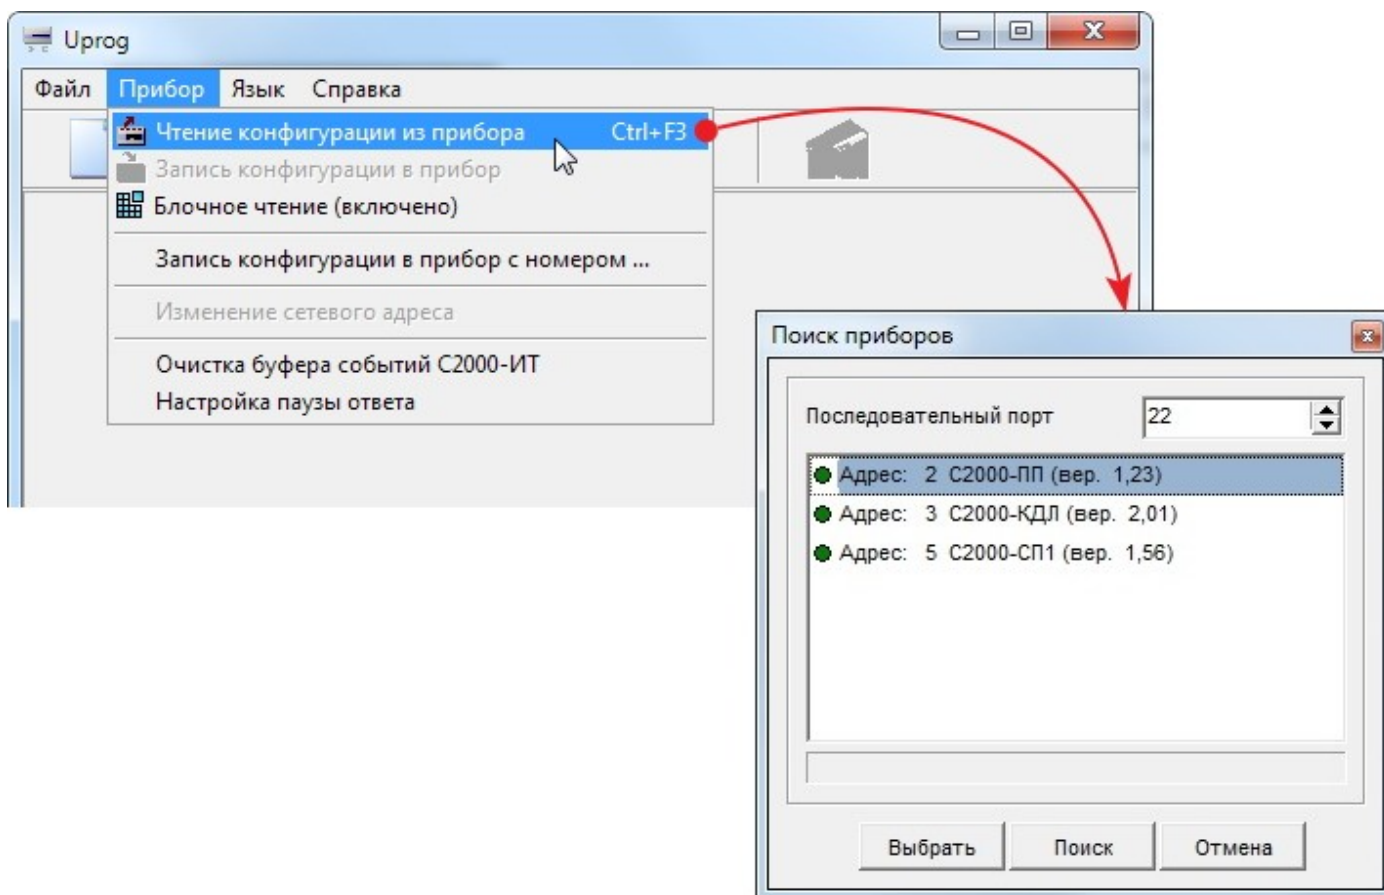 Uprog
Файл Прибор Язык Справка
Чтение конфигурации из прибора Ctrl+F3
Запись конфигурации в прибор
Блочное чтение (включено)
Запись конфигурации в прибор с номером ...
Изменение сетевого адреса
Очистка буфера событий С2000-ИТ
Настройка паузы ответа
Поиск приборов
Последовательный порт 22
Адрес: 2 С2000-ПП (вер. 1,23)
Адрес: 3 С2000-КДЛ (вер. 2,01)
Адрес: 5 С2000-СП1 (вер. 1,56)
Выбрать Поиск Отмена